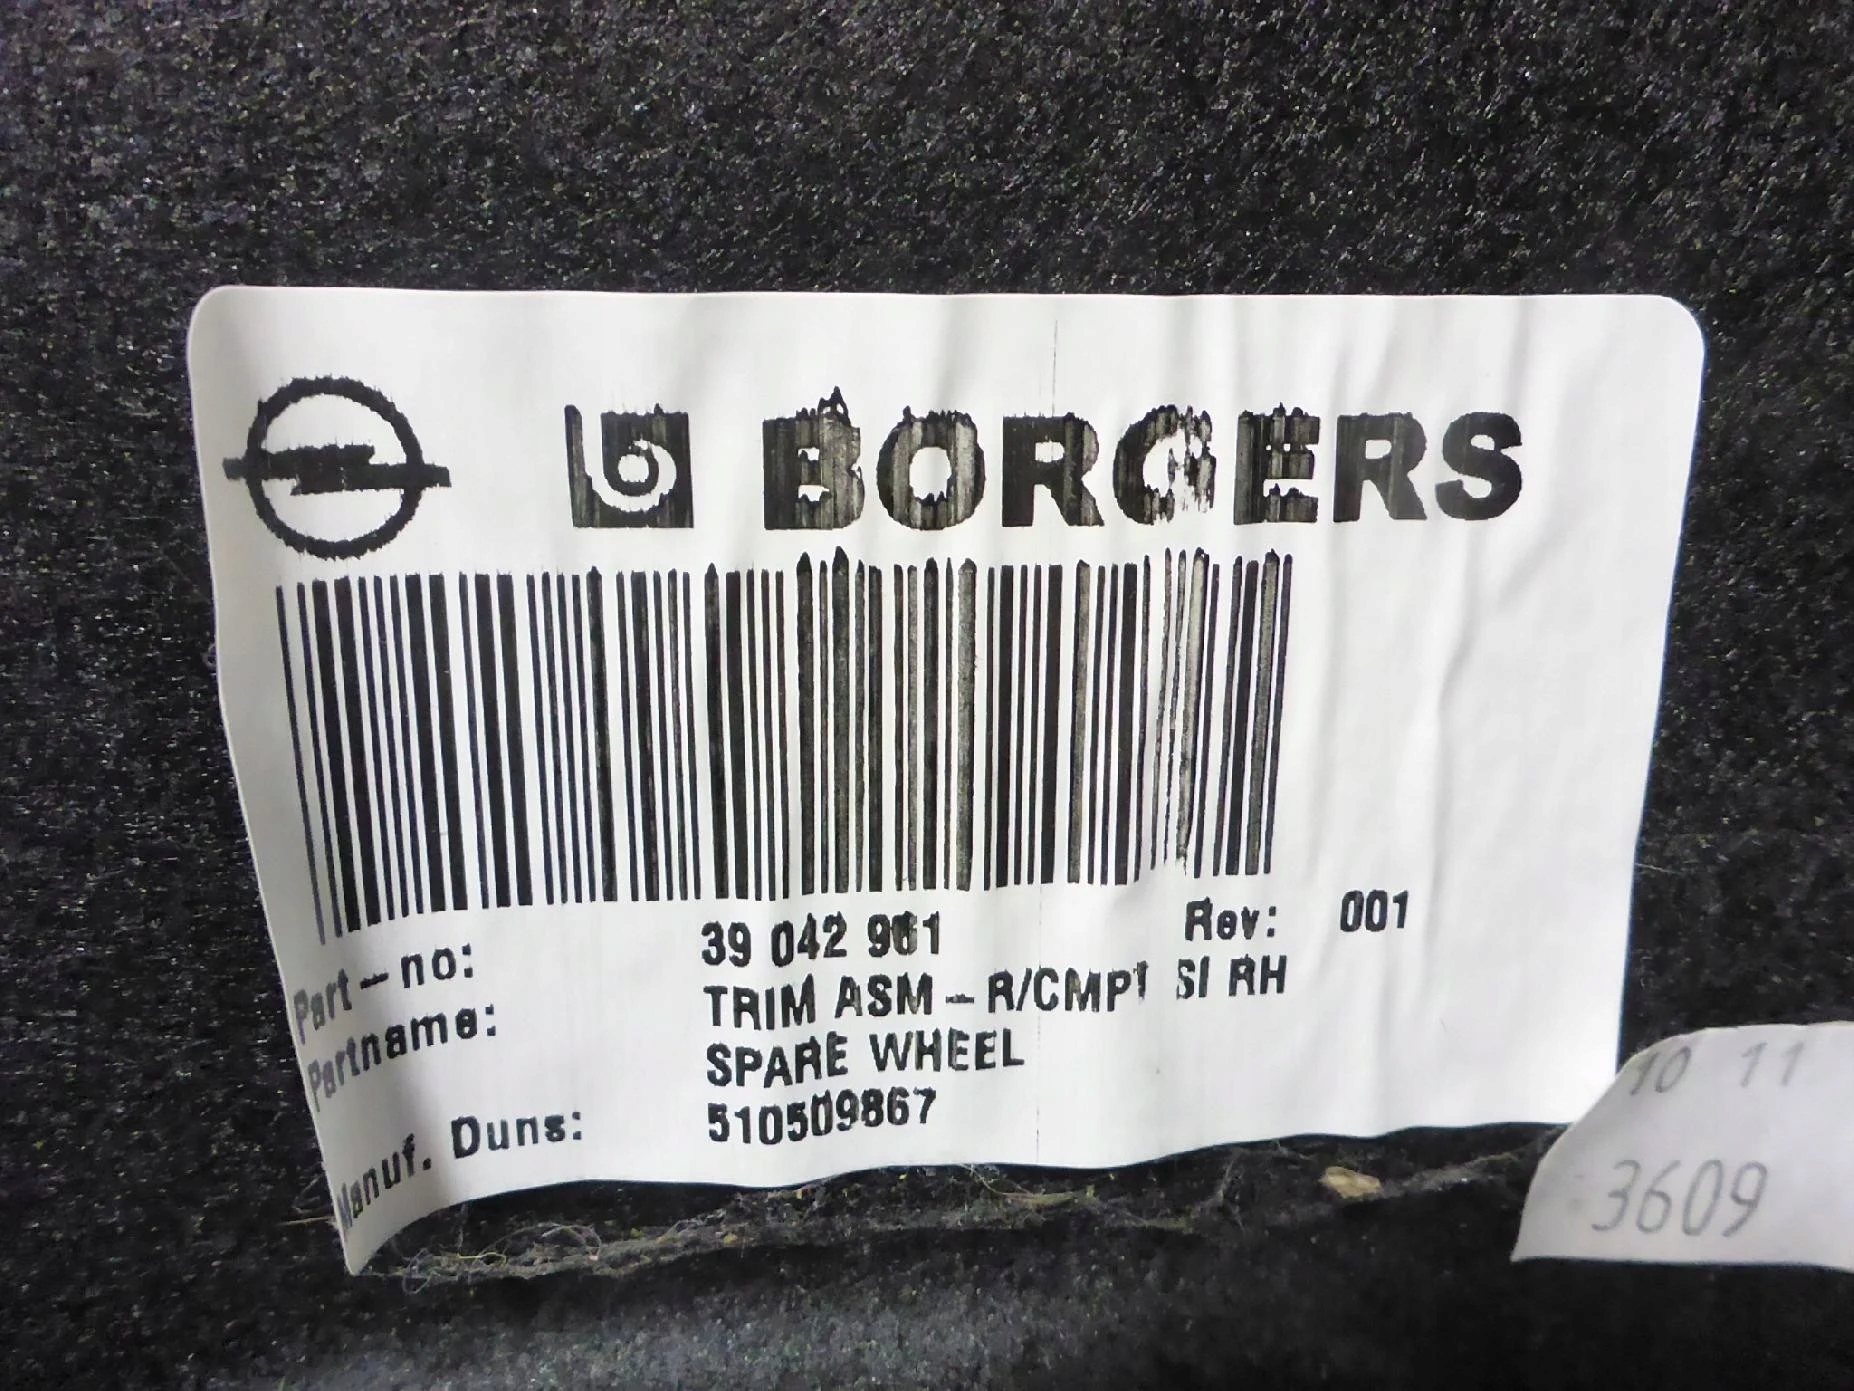 BORGERS
Part-no: 39 042 961 Rev: 001
Partname: TRIM ASM-R/CMPT SI RH
SPARE WHEEL
Manuf. Duns: 510509867
10 11
3609